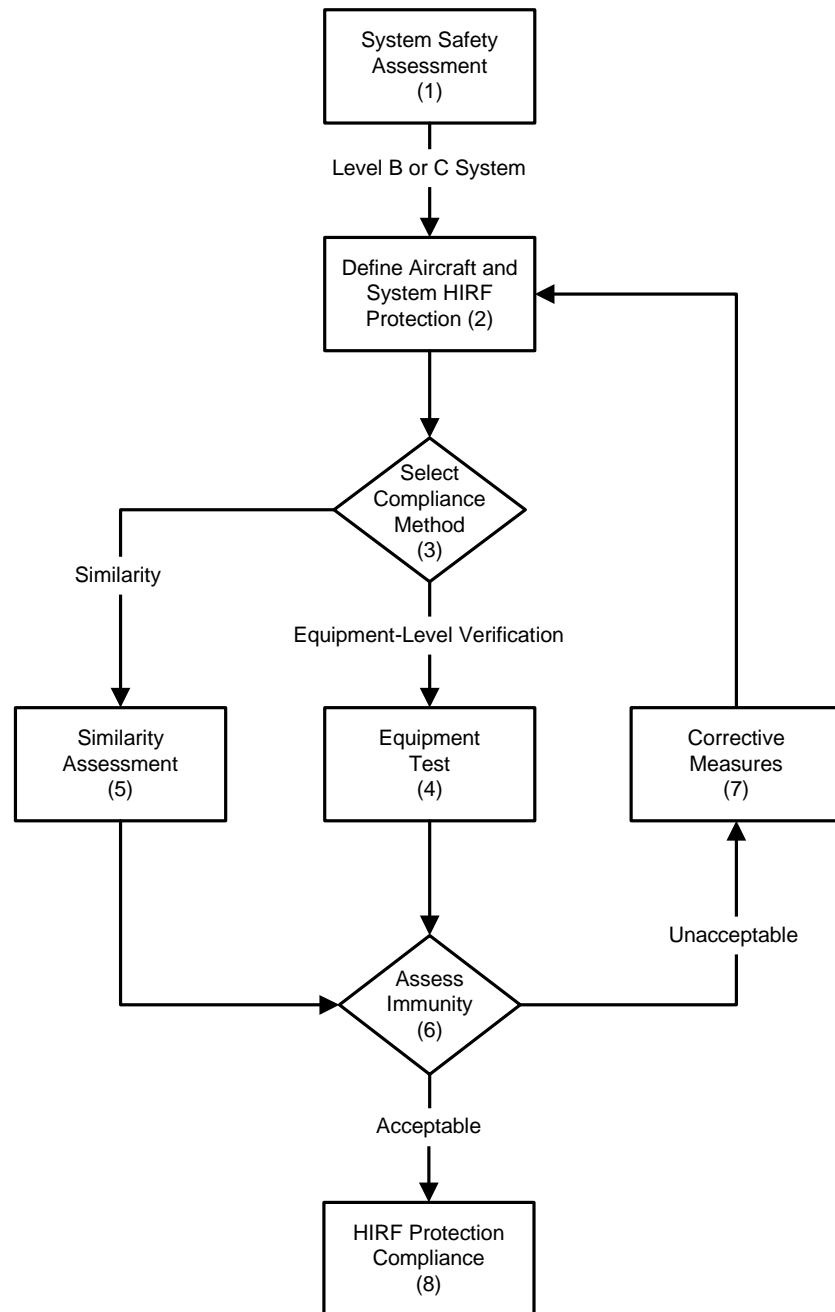 System Safety
Assessment
(1)
Level B or C System
Define Aircraft and
System HIRF
Protection (2)
Select
Compliance
Method
(3)
Similarity
Equipment-Level Verification
Similarity
Assessment
(5)
Equipment
Test
(4)
Corrective
Measures
(7)
Unacceptable
Assess
Immunity
(6)
Acceptable
HIRF Protection
Compliance
(8)